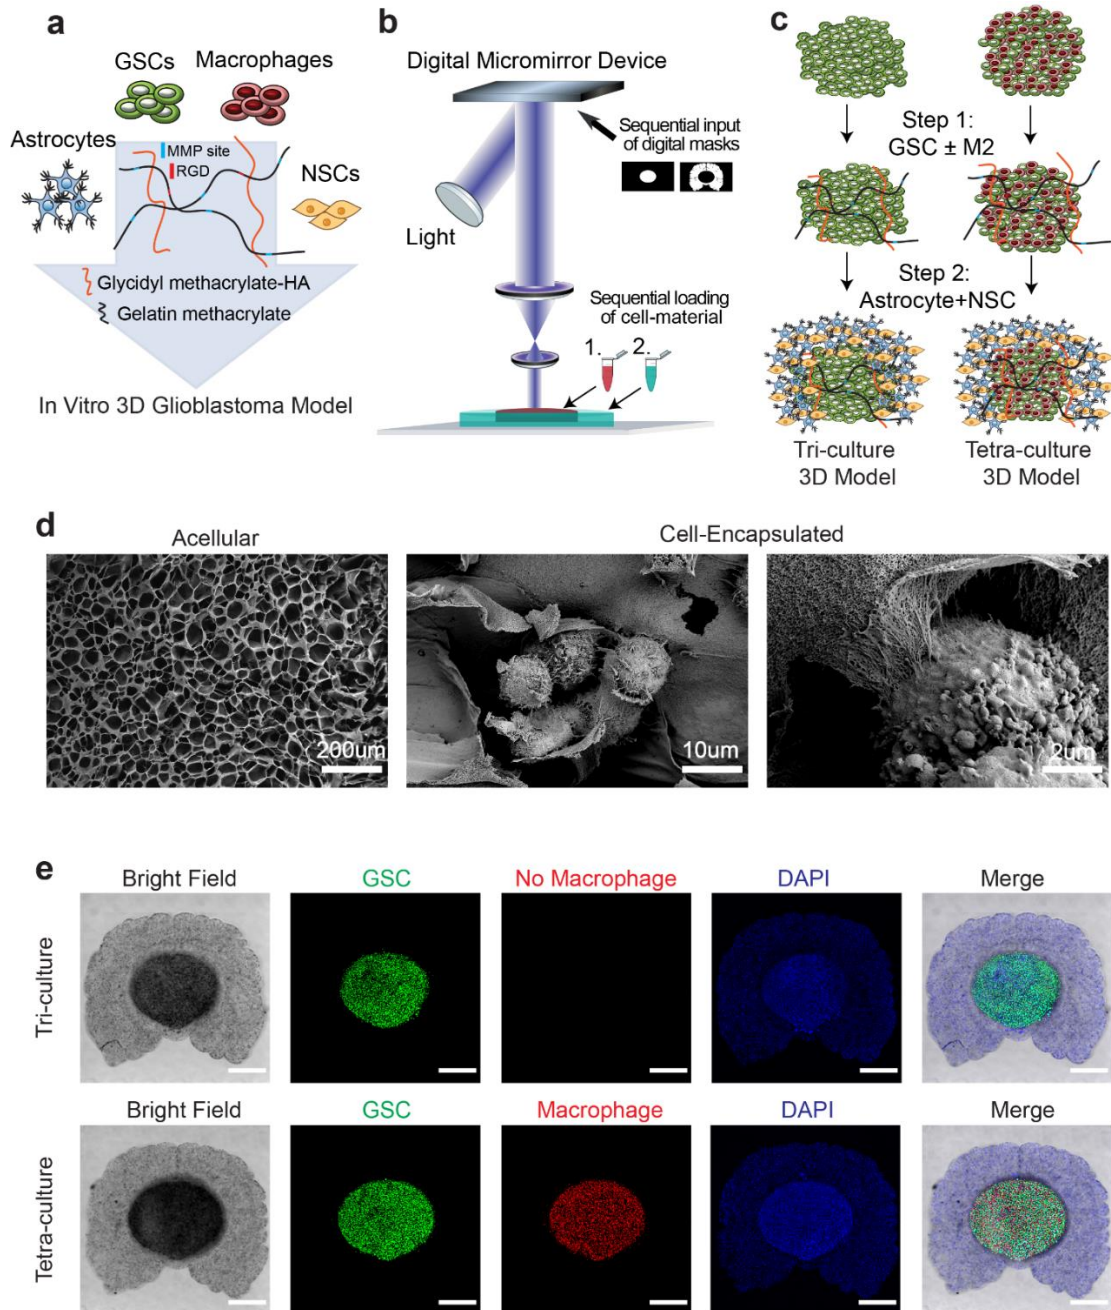 a
GSCs
Macrophages
Astrocytes
MMP site
RGD
NSCs
Glycidyl methacrylate-HA
Gelatin methacrylate
In Vitro 3D Glioblastoma Model
b
Digital Micromirror Device
Sequential input
of digital masks
Light
Sequential loading
of cell-material
1.
2.
c
Step 1:
GSC ± M2
Step 2:
Astrocyte+NSC
Tri-culture
3D Model
Tetra-culture
3D Model
d
Acellular
Cell-Encapsulated
200um
10um
2um
e
Bright Field
GSC
No Macrophage
DAPI
Merge
Tri-culture
Bright Field
GSC
Macrophage
DAPI
Merge
Tetra-culture